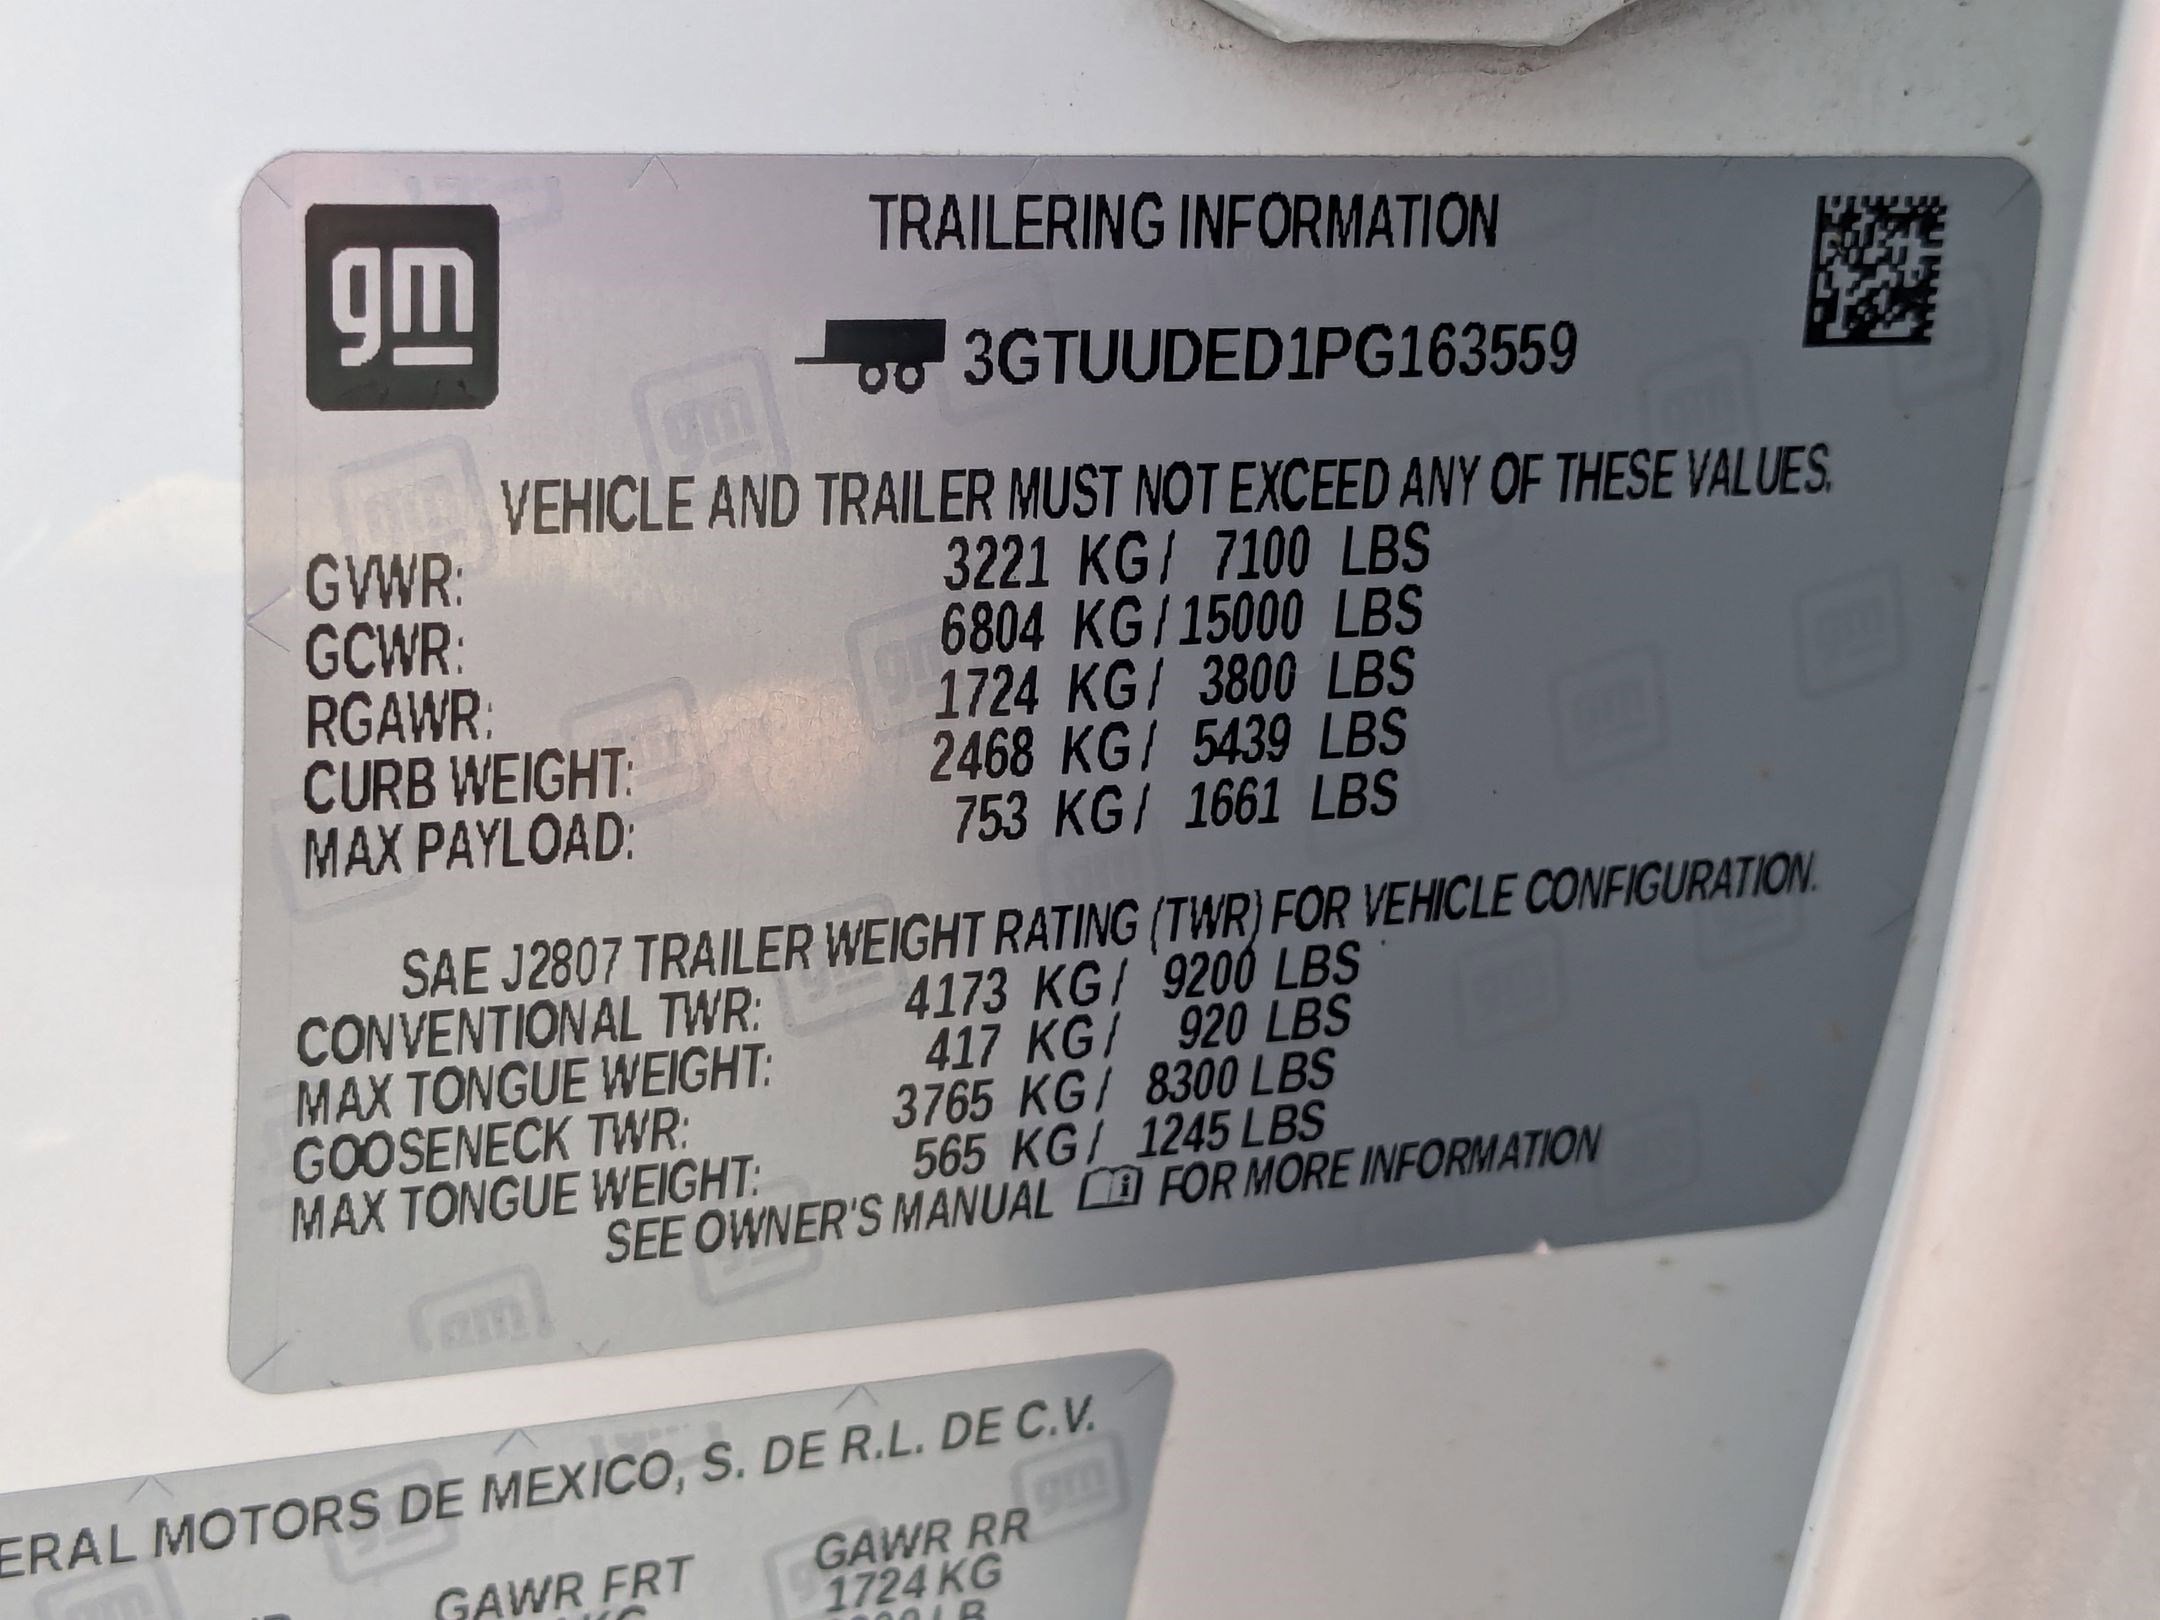 gm
TRAILERING INFORMATION
3GTUUDED1PG163559
VEHICLE AND TRAILER MUST NOT EXCEED ANY OF THESE VALUES.
GVWR: 3221 KG / 7100 LBS
GCWR: 6804 KG / 15000 LBS
RGAWR: 1724 KG / 3800 LBS
CURB WEIGHT: 2468 KG / 5439 LBS
MAX PAYLOAD: 753 KG / 1661 LBS
SAE J2807 TRAILER WEIGHT RATING (TWR) FOR VEHICLE CONFIGURATION.
CONVENTIONAL TWR: 4173 KG / 9200 LBS
MAX TONGUE WEIGHT: 417 KG / 920 LBS
GOOSENECK TWR: 3765 KG / 8300 LBS
MAX TONGUE WEIGHT: 565 KG / 1245 LBS
SEE OWNER'S MANUAL FOR MORE INFORMATION
ERAL MOTORS DE MEXICO, S. DE R.L. DE C.V.
GAWR FRT GAWR RR
KG 1724 KG
LB